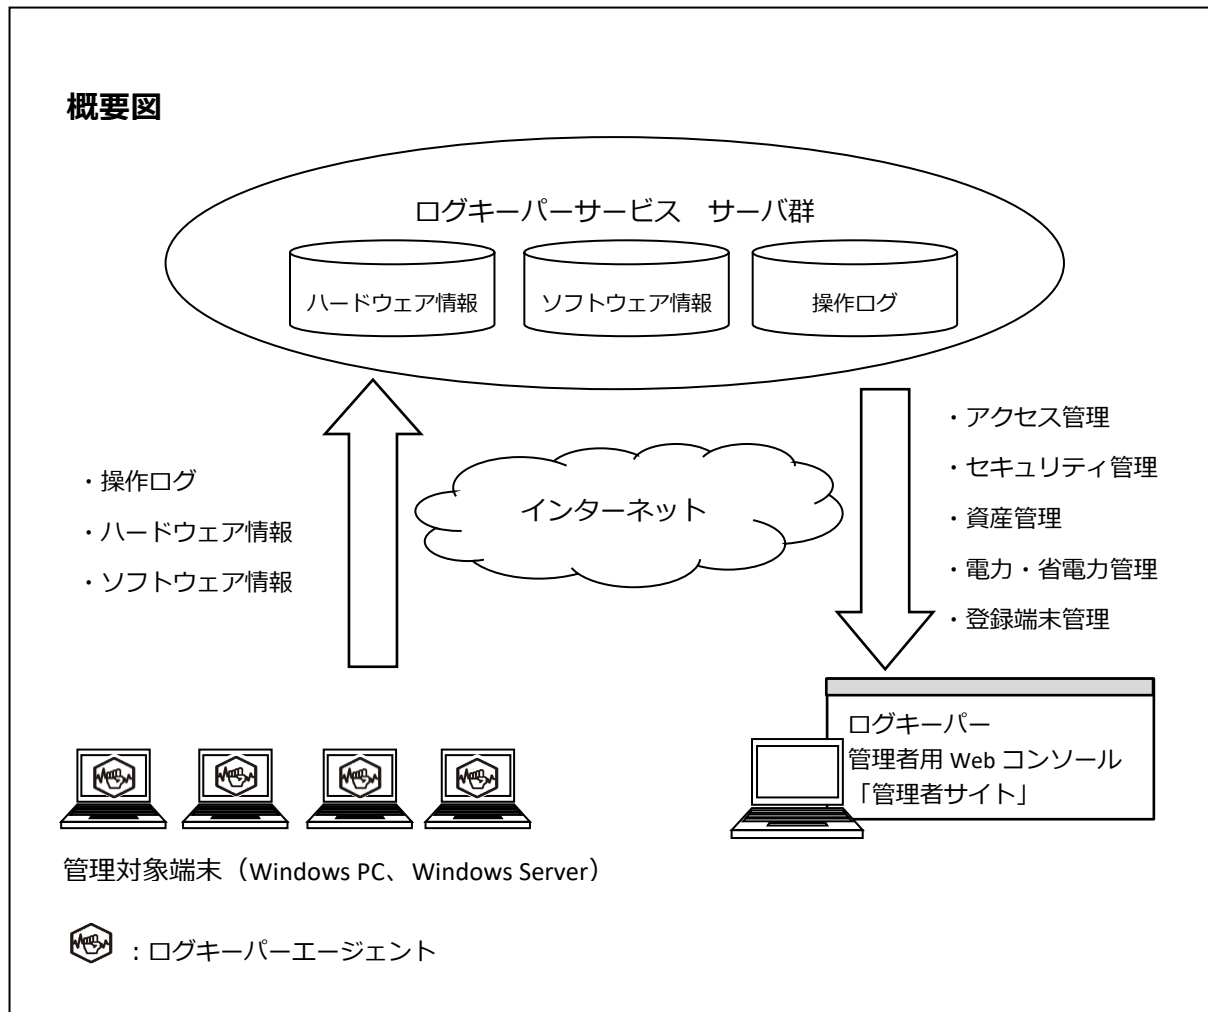 概要図
ログキーパーサービス　サーバ群
ハードウェア情報
ソフトウェア情報
操作ログ
・操作ログ
・ハードウェア情報
・ソフトウェア情報
インターネット
・アクセス管理
・セキュリティ管理
・資産管理
・電力・省電力管理
・登録端末管理
ログキーパー
管理者用 Web コンソール
「管理者サイト」
管理対象端末（Windows PC、Windows Server）
：ログキーパーエージェント